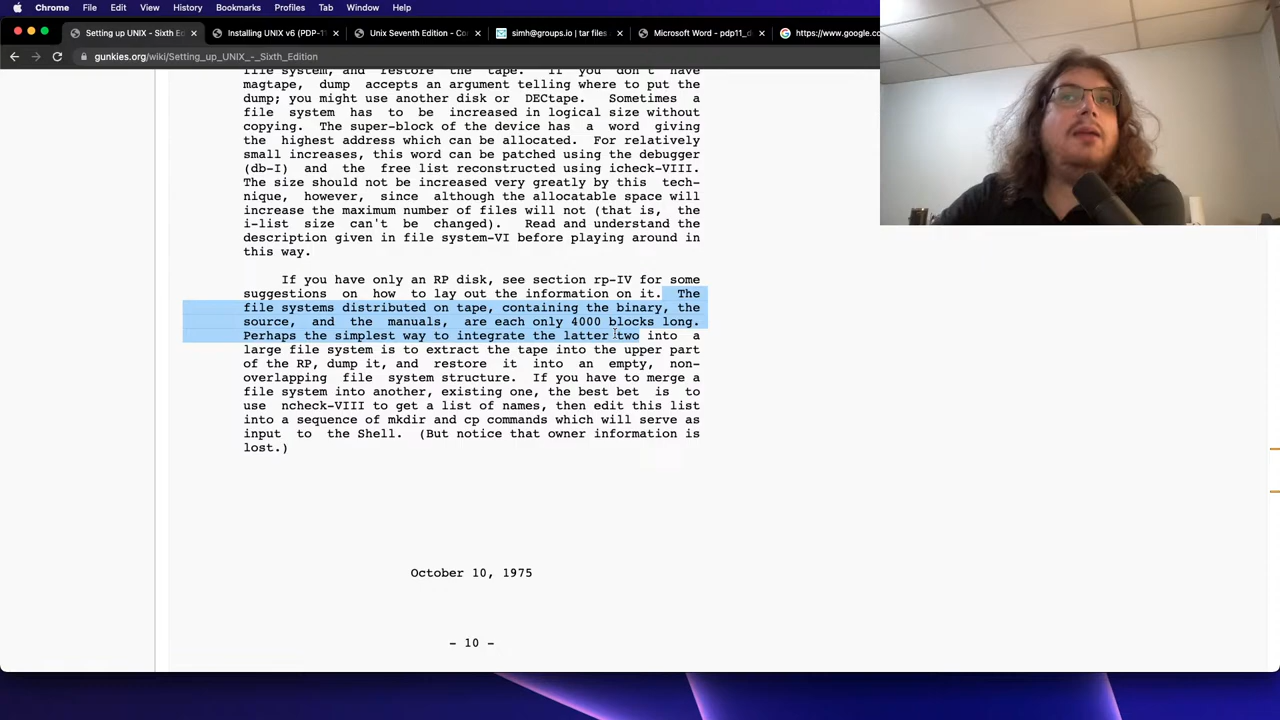 Chrome File Edit View History Bookmarks Profiles Tab Window Help
Setting up UNIX - Sixth Ed
Installing UNIX v6 (PDP-1
Unix Seventh Edition - Co
simh@groups.io | tar files
Microsoft Word - pdp11_d
https://www.google.co
gunkies.org/wiki/Setting_up_UNIX_-_Sixth_Edition
file system, and restore the tape. If you don't have
magtape, dump accepts an argument telling where to put the
dump; you might use another disk or DECtape. Sometimes a
file system has to be increased in logical size without
copying. The super-block of the device has a word giving
the highest address which can be allocated. For relatively
small increases, this word can be patched using the debugger
(db-I) and the free list reconstructed using icheck-VIII.
The size should not be increased very greatly by this tech-
nique, however, since although the allocatable space will
increase the maximum number of files will not (that is, the
i-list size can't be changed). Read and understand the
description given in file system-VI before playing around in
this way.
If you have only an RP disk, see section rp-IV for some
suggestions on how to lay out the information on it. The
file systems distributed on tape, containing the binary, the
source, and the manuals, are each only 4000 blocks long.
Perhaps the simplest way to integrate the latter two into a
large file system is to extract the tape into the upper part
of the RP, dump it, and restore it into an empty, non-
overlapping file system structure. If you have to merge a
file system into another, existing one, the best bet is to
use ncheck-VIII to get a list of names, then edit this list
into a sequence of mkdir and cp commands which will serve as
input to the Shell. (But notice that owner information is
lost.)
October 10, 1975
- 10 -